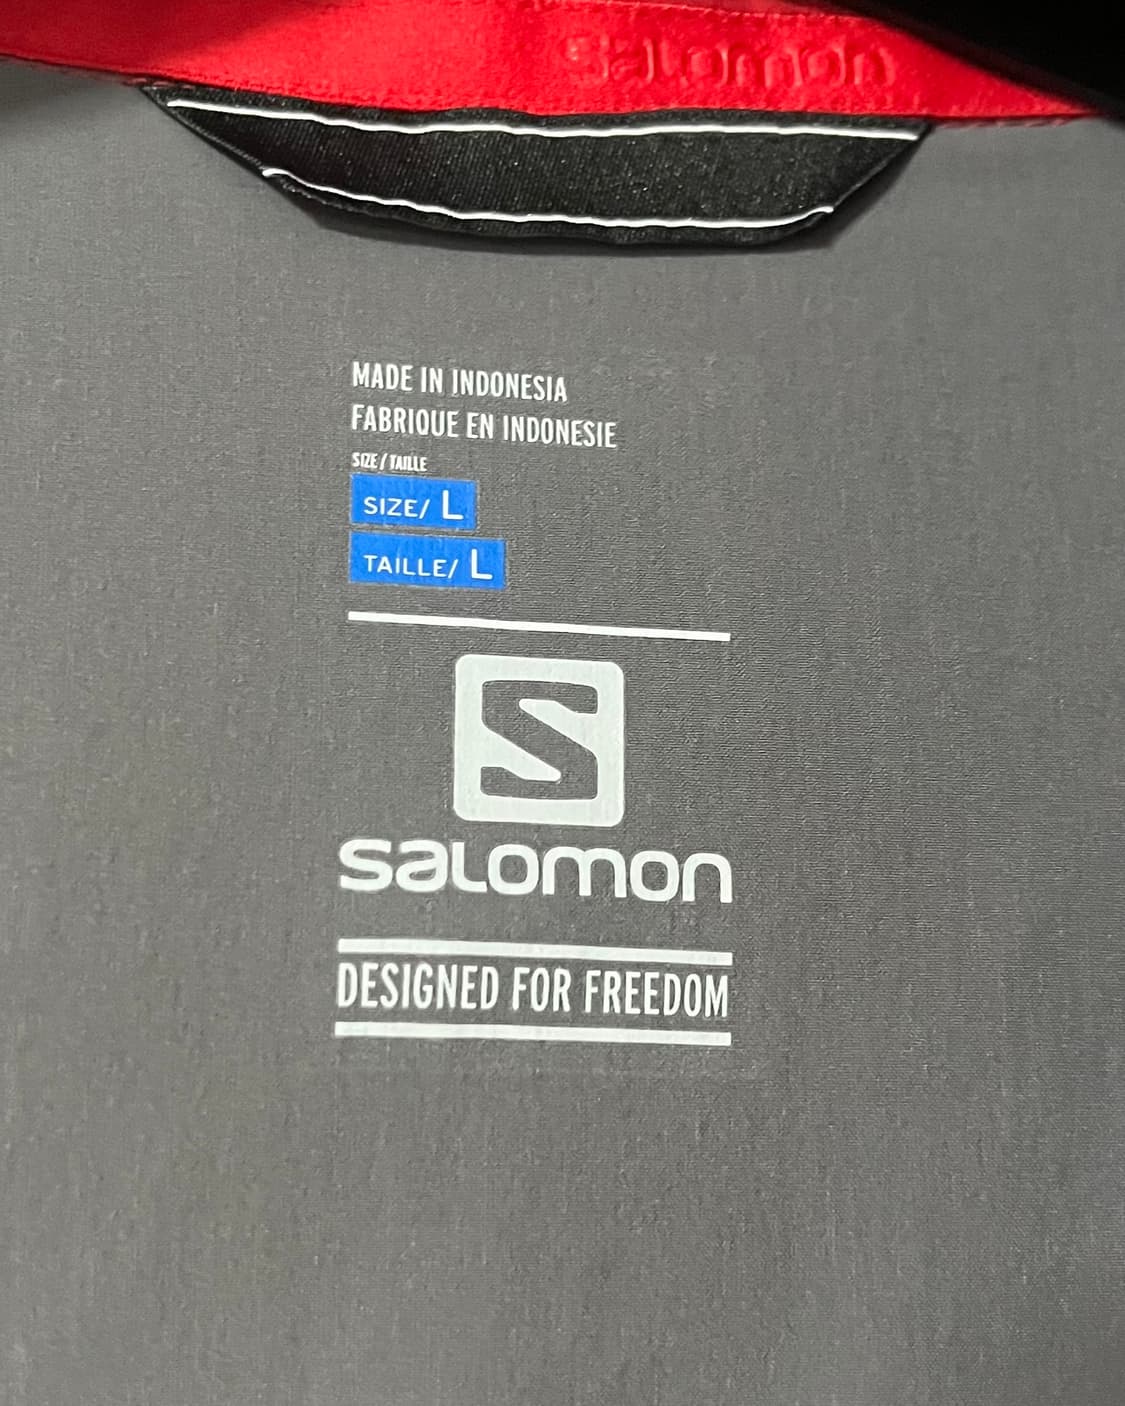 salomon
MADE IN INDONESIA
FABRIQUE EN INDONESIE
SIZE / TAILLE
SIZE/ L
TAILLE/ L
S
salomon
DESIGNED FOR FREEDOM